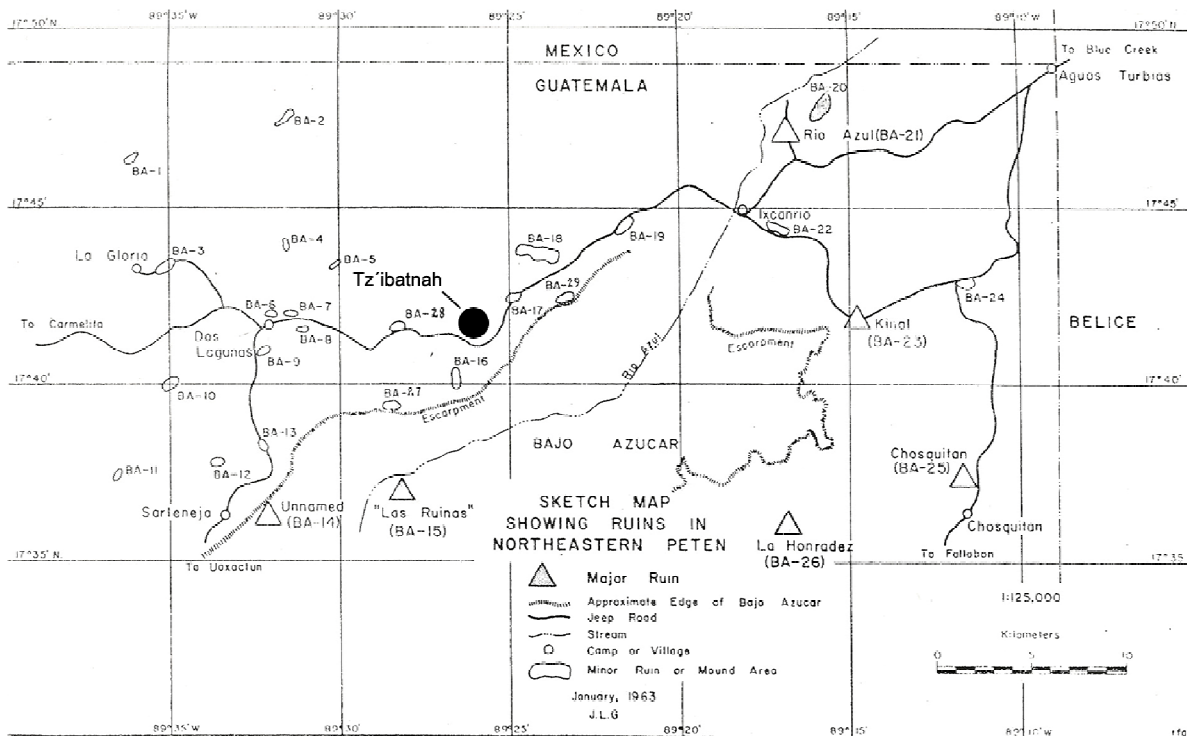 17°50'N
89°35'W
89°30'
89°25'
89°20'
89°15'
89°10'W
17°50'N
MEXICO
GUATEMALA
To Blue Creek
Aguas Turbias
BA-20
Rio Azul(BA-21)
BA-2
BA-1
17°45'
17°45'
Ixcanrio
BA-22
BA-19
BA-18
BA-4
BA-5
BA-3
La Gloria
Tz´ibatnah
BA-29
BA-24
BA-6
BA-7
BA-8
BA-28
BA-17
To Carmelita
Dos
Lagunas
BA-9
Rio Azul
Escarpment
Kinal
(BA-23)
BELICE
BA-16
17°40'
17°40'
BA-10
BA-27
Escarpment
BA-13
BAJO AZUCAR
BA-11
BA-12
Chosquitan
(BA-25)
Sarteneja
Unnamed
(BA-14)
"Las Ruinas"
(BA-15)
SKETCH MAP
SHOWING RUINS IN
NORTHEASTERN PETEN
La Honradez
(BA-26)
Chosquitan
To Fallabon
17°35'N.
17°35
To Uaxactun
Major Ruin
Approximate Edge of Bajo Azucar
Jeep Road
Stream
Camp or Village
Minor Ruin or Mound Area
January, 1963
J.L.G
1:125,000
Kilometers
0 5 10
89°35'W
89°30'
89°25'
89°20'
89°15'
89°10'W
rfa